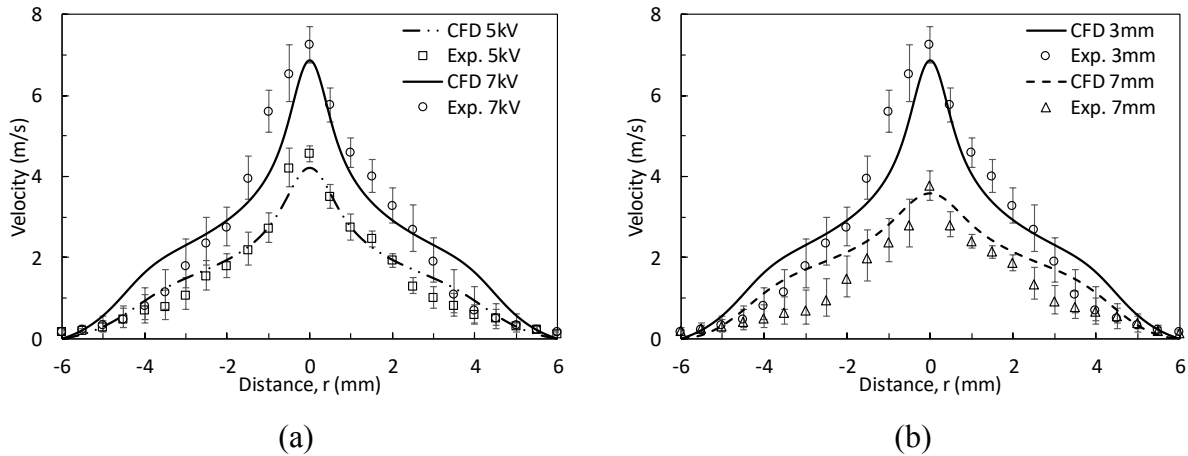 8
6
4
2
0
Velocity (m/s)
CFD 5kV
Exp. 5kV
CFD 7kV
Exp. 7kV
-6 -4 -2 0 2 4 6
Distance, r (mm)
(a)
8
6
4
2
0
Velocity (m/s)
CFD 3mm
Exp. 3mm
CFD 7mm
Exp. 7mm
-6 -4 -2 0 2 4 6
Distance, r (mm)
(b)